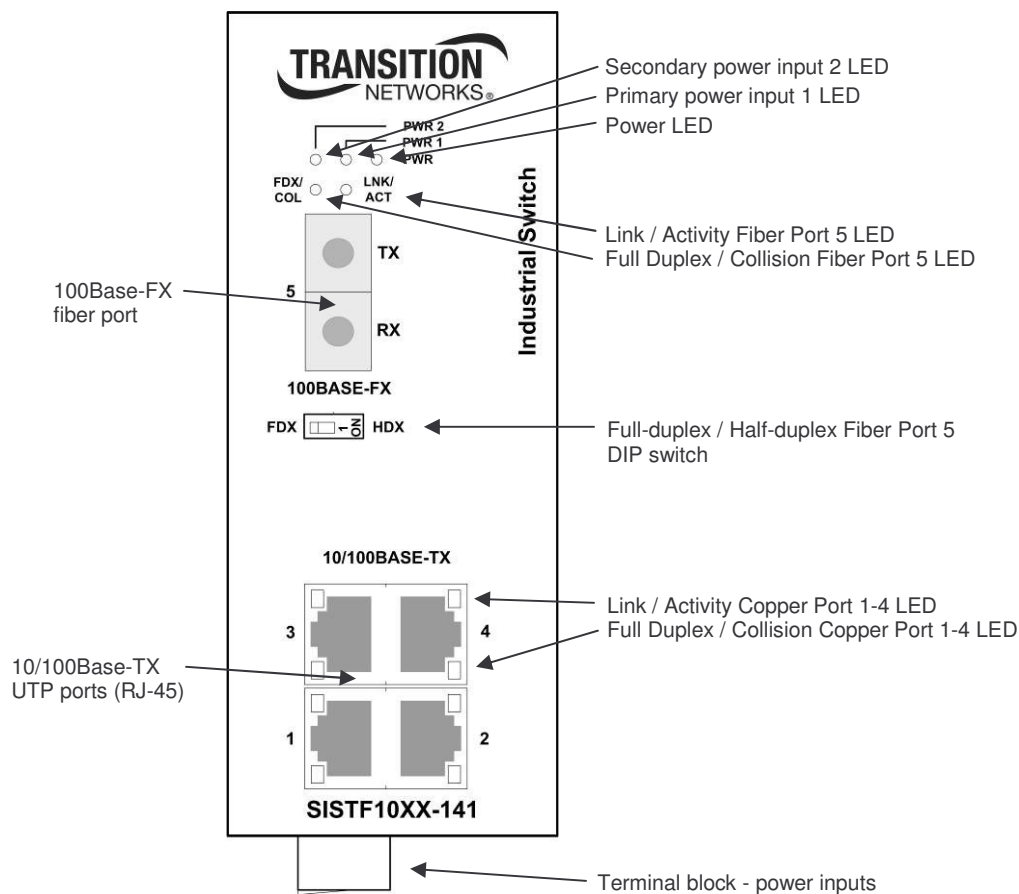 TRANSITION
NETWORKS®
Secondary power input 2 LED
Primary power input 1 LED
Power LED
PWR 2
PWR 1
PWR
FDX/
COL
LNK/
ACT
Industrial Switch
Link / Activity Fiber Port 5 LED
Full Duplex / Collision Fiber Port 5 LED
TX
5
RX
100Base-FX
fiber port
100BASE-FX
FDX
1
ON
HDX
Full-duplex / Half-duplex Fiber Port 5
DIP switch
10/100BASE-TX
Link / Activity Copper Port 1-4 LED
Full Duplex / Collision Copper Port 1-4 LED
3
4
10/100Base-TX
UTP ports (RJ-45)
1
2
SISTF10XX-141
Terminal block - power inputs